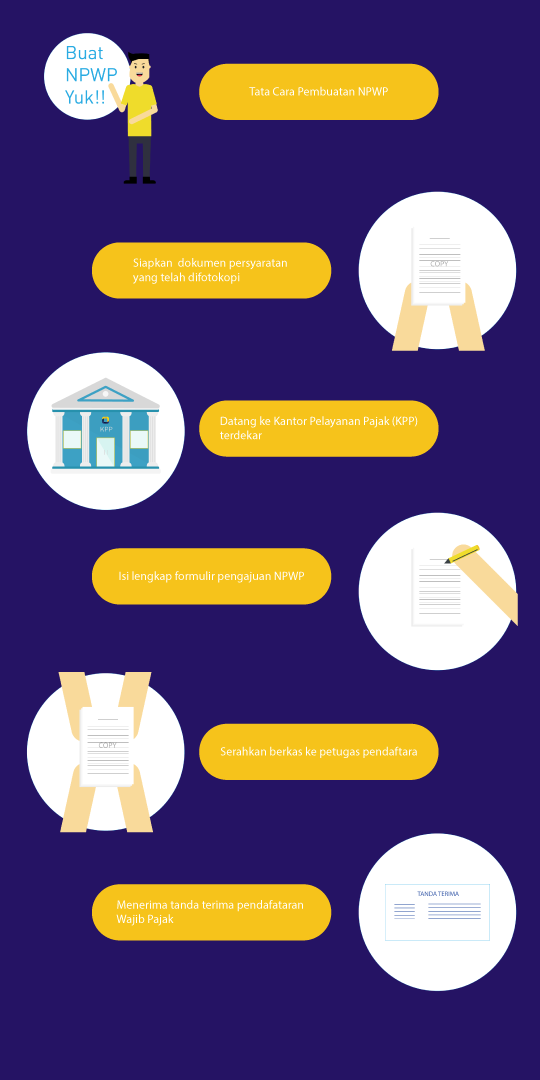 Buat
NPWP
Yuk!!
Tata Cara Pembuatan NPWP
Siapkan  dokumen persyaratan
yang telah difotokopi
COPY
KPP
Datang ke Kantor Pelayanan Pajak (KPP)
terdekar
Isi lengkap formulir pengajuan NPWP
COPY
Serahkan berkas ke petugas pendaftara
Menerima tanda terima pendafataran
Wajib Pajak
TANDA TERIMA